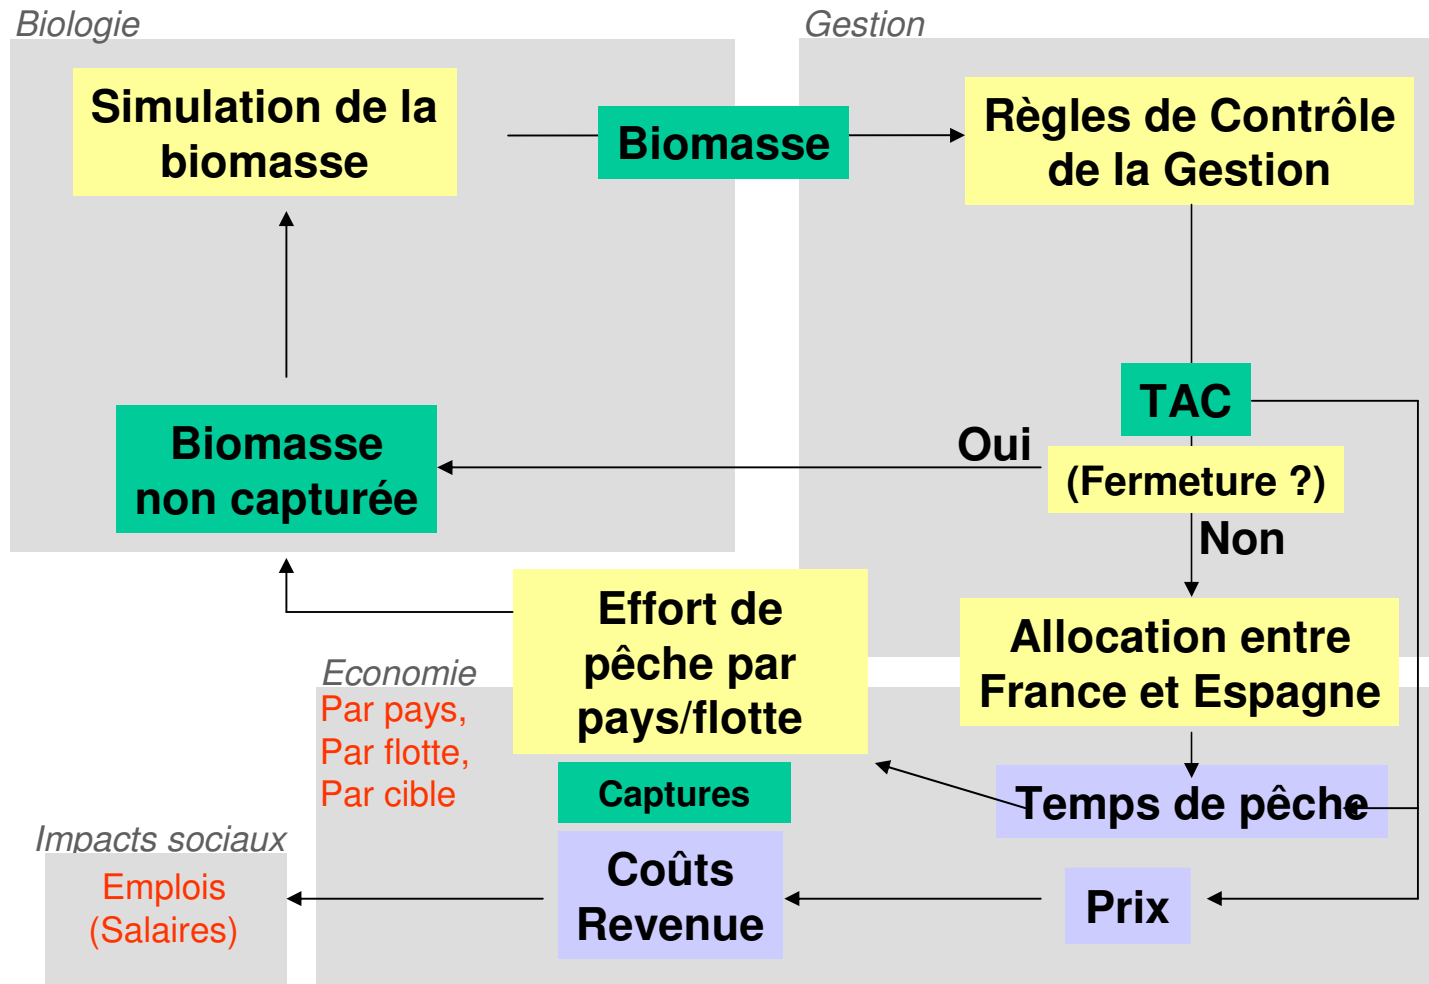 Biologie
Gestion
Simulation de la
biomasse
Biomasse
Règles de Contrôle
de la Gestion
TAC
Oui
(Fermeture ?)
Non
Biomasse
non capturée
Effort de
pêche par
pays/flotte
Allocation entre
France et Espagne
Economie
Par pays,
Par flotte,
Par cible
Captures
Temps de pêche
Impacts sociaux
Emplois
(Salaires)
Coûts
Revenue
Prix